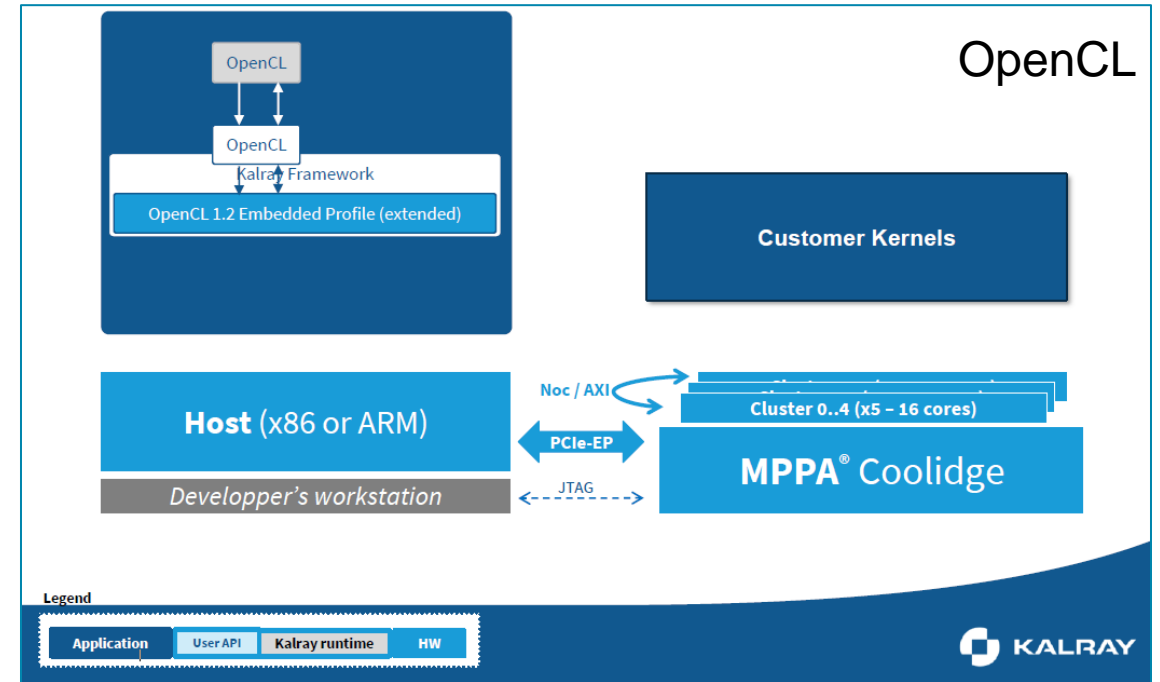 OpenCL
OpenCL
OpenCL
Kalray Framework
OpenCL 1.2 Embedded Profile (extended)
Customer Kernels
Host (x86 or ARM)
Developper's workstation
Noc / AXI
PCIe-EP
JTAG
Cluster 0..4 (x5 – 16 cores)
MPPA® Coolidge
Legend
Application
User API
Kalray runtime
HW
KALRAY